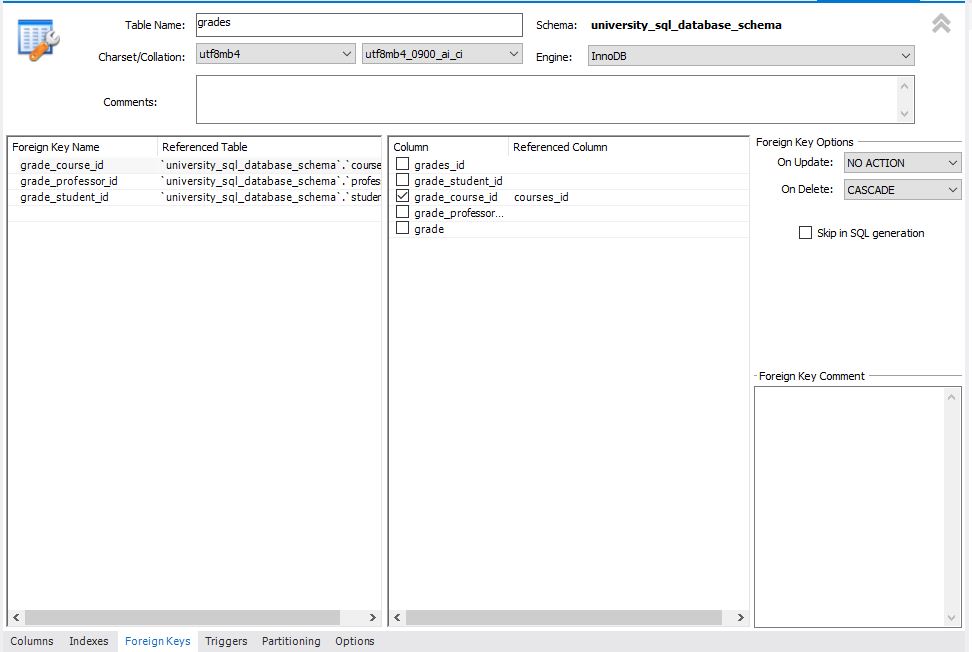 Table Name: grades Schema: university_sql_database_schema
Charset/Collation: utf8mb4 utf8mb4_0900_ai_ci Engine: InnoDB
Comments:
Foreign Key Name Referenced Table
grade_course_id `university_sql_database_schema`.`course
grade_professor_id `university_sql_database_schema`.`profes
grade_student_id `university_sql_database_schema`.`studer
Column Referenced Column
grades_id
grade_student_id
grade_course_id courses_id
grade_professor...
grade
Foreign Key Options
On Update: NO ACTION
On Delete: CASCADE
Skip in SQL generation
Foreign Key Comment
Columns Indexes Foreign Keys Triggers Partitioning Options